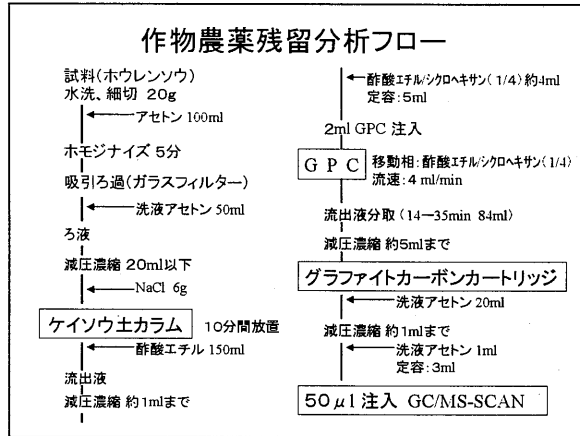 作物農薬残留分析フロー
試料(ホウレンソウ)
水洗、細切 20g
アセトン 100ml
ホモジナイズ 5分
吸引ろ過(ガラスフィルター)
洗液アセトン 50ml
ろ液
減圧濃縮 20ml以下
NaCl 6g
ケイソウ土カラム 10分間放置
酢酸エチル 150ml
流出液
減圧濃縮 約1mlまで
酢酸エチル/シクロヘキサン(1/4)約4ml
定容:5ml
2ml GPC 注入
GPC 移動相:酢酸エチル/シクロヘキサン(1/4)
流速:4 ml/min
流出液分取 (14−35min 84ml)
減圧濃縮 約5mlまで
グラファイトカーボンカートリッジ
洗液アセトン 20ml
減圧濃縮 約1mlまで
洗液アセトン 1ml
定容:3ml
50μl 注入 GC/MS-SCAN